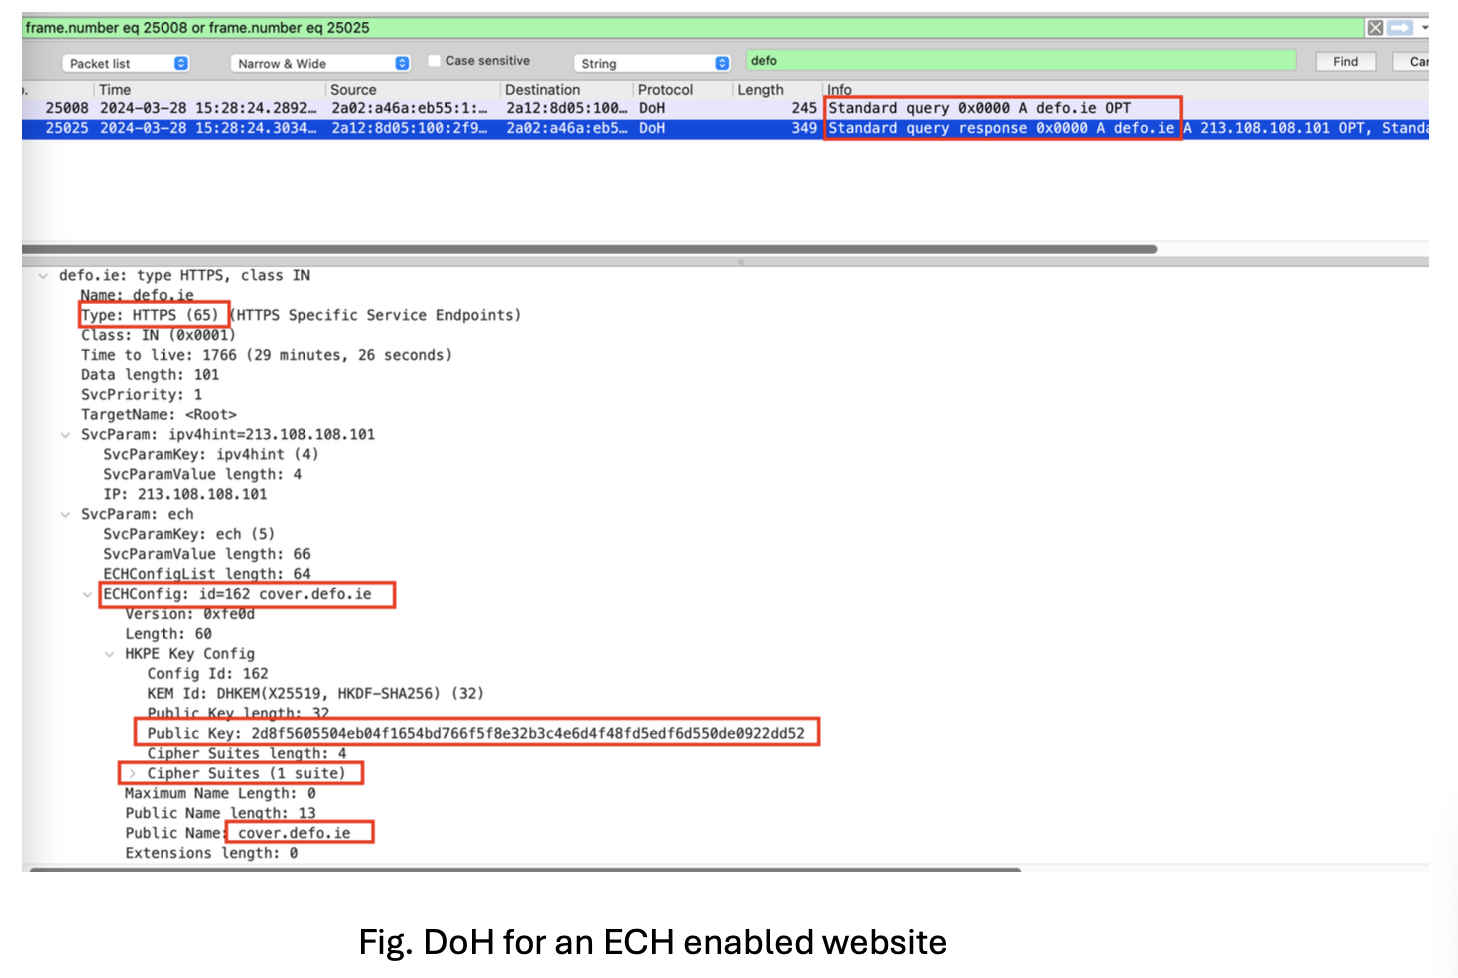 frame.number eq 25008 or frame.number eq 25025
Packet list Narrow & Wide Case sensitive String defo Find
Time Source Destination Protocol Length Info
25008 2024-03-28 15:28:24.2892… 2a02:a46a:eb55:1:… 2a12:8d05:100… DoH 245 Standard query 0x0000 A defo.ie OPT
25025 2024-03-28 15:28:24.3034… 2a12:8d05:100:2f9… 2a02:a46a:eb5… DoH 349 Standard query response 0x0000 A defo.ie A 213.108.108.101 OPT, Standa
defo.ie: type HTTPS, class IN
Name: defo.ie
Type: HTTPS (65) (HTTPS Specific Service Endpoints)
Class: IN (0x0001)
Time to live: 1766 (29 minutes, 26 seconds)
Data length: 101
SvcPriority: 1
TargetName: <Root>
SvcParam: ipv4hint=213.108.108.101
SvcParamKey: ipv4hint (4)
SvcParamValue length: 4
IP: 213.108.108.101
SvcParam: ech
SvcParamKey: ech (5)
SvcParamValue length: 66
ECHConfigList length: 64
ECHConfig: id=162 cover.defo.ie
Version: 0xfe0d
Length: 60
HKPE Key Config
Config Id: 162
KEM Id: DHKEM(X25519, HKDF-SHA256) (32)
Public Key length: 32
Public Key: 2d8f5605504eb04f1654bd766f5f8e32b3c4e6d4f48fd5edf6d550de0922dd52
Cipher Suites length: 4
Cipher Suites (1 suite)
Maximum Name Length: 0
Public Name length: 13
Public Name: cover.defo.ie
Extensions length: 0
Fig. DoH for an ECH enabled website